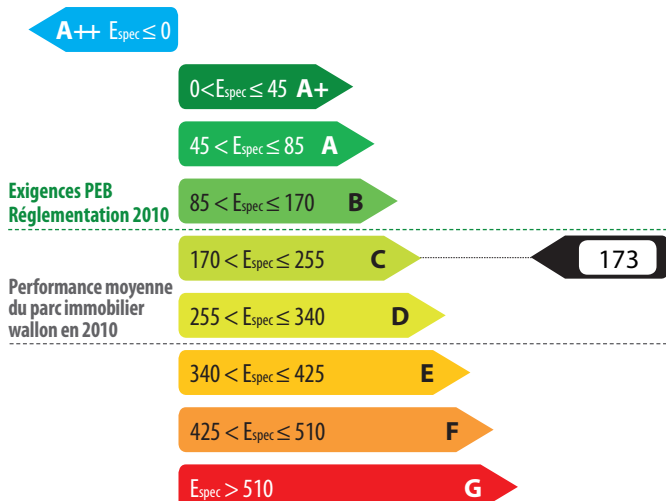 A++ Espec ≤ 0
0<Espec ≤ 45 A+
45 < Espec ≤ 85 A
Exigences PEB
Réglementation 2010
85 < Espec ≤ 170 B
170 < Espec ≤ 255 C
173
Performance moyenne
du parc immobilier
wallon en 2010
255 < Espec ≤ 340 D
340 < Espec ≤ 425 E
425 < Espec ≤ 510 F
Espec > 510 G